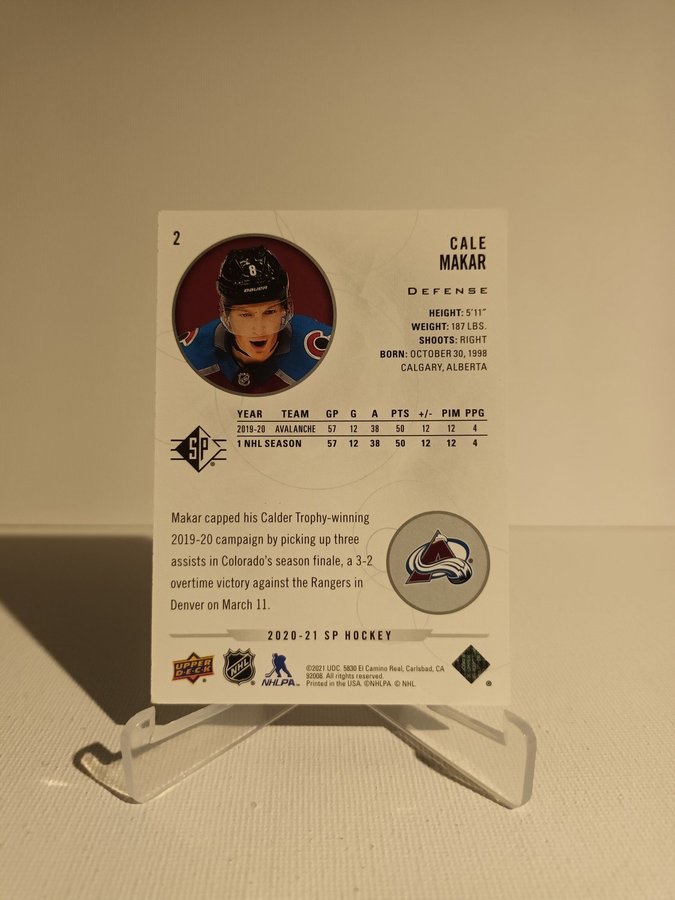 2
CALE
MAKAR
DEFENSE
HEIGHT: 5'11"
WEIGHT: 187 LBS.
SHOOTS: RIGHT
BORN: OCTOBER 30, 1998
CALGARY, ALBERTA
8
BAUER
YEAR TEAM GP G A PTS +/- PIM PPG
2019-20 AVALANCHE 57 12 38 50 12 12 4
1 NHL SEASON 57 12 38 50 12 12 4
SP
Makar capped his Calder Trophy-winning
2019-20 campaign by picking up three
assists in Colorado's season finale, a 3-2
overtime victory against the Rangers in
Denver on March 11.
2020-21 SP HOCKEY
UPPER
DECK
NHL
NHLPA
©2021 UDC. 5830 El Camino Real, Carlsbad, CA
92008. All rights reserved.
Printed in the USA. ©NHLPA. © NHL.